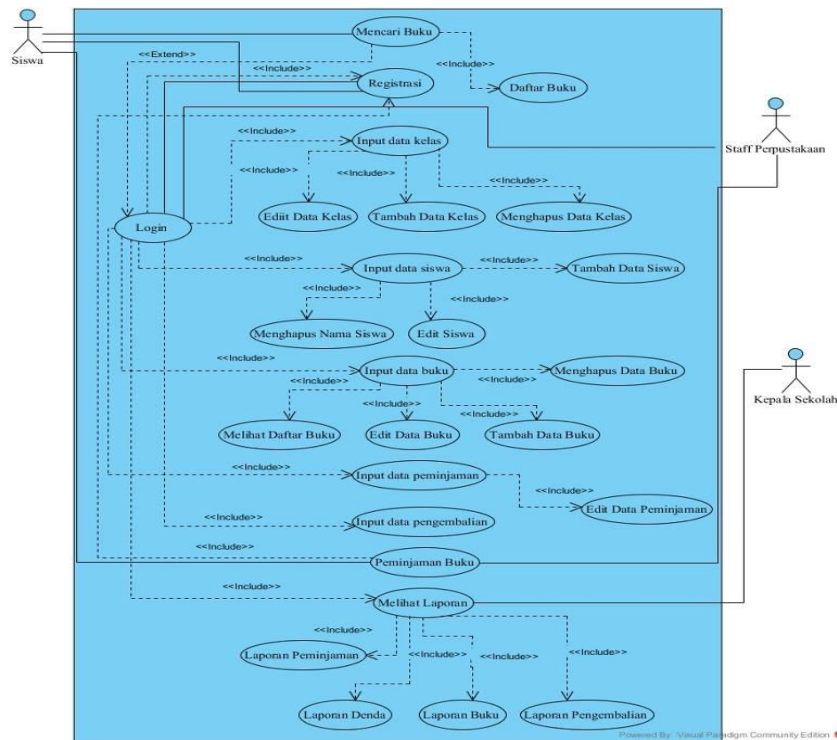 Mencari Buku
Siswa
<<Extend>>
<<Include>>
<<Include>>
Registrasi
Daftar Buku
Staff Perpustakaan
<<Include>>
Input data kelas
<<Include>>
<<Include>>
<<Include>>
Ediit Data Kelas
Tambah Data Kelas
Menghapus Data Kelas
Login
<<Include>>
Input data siswa
<<Include>>
Tambah Data Siswa
<<Include>>
<<Include>>
Menghapus Nama Siswa
Edit Siswa
<<Include>>
Input data buku
<<Include>>
Menghapus Data Buku
<<Include>>
<<Include>>
<<Include>>
Kepala Sekolah
Melihat Daftar Buku
Edit Data Buku
Tambah Data Buku
<<Include>>
Input data peminjaman
<<Include>>
Edit Data Peminjaman
<<Include>>
Input data pengembalian
<<Include>>
Peminjaman Buku
<<Include>>
Melihat Laporan
<<Include>>
<<Include>>
<<Include>>
<<Include>>
Laporan Peminjaman
Laporan Denda
Laporan Buku
Laporan Pengembalian
Powered By: Visual Paradigm Community Edition